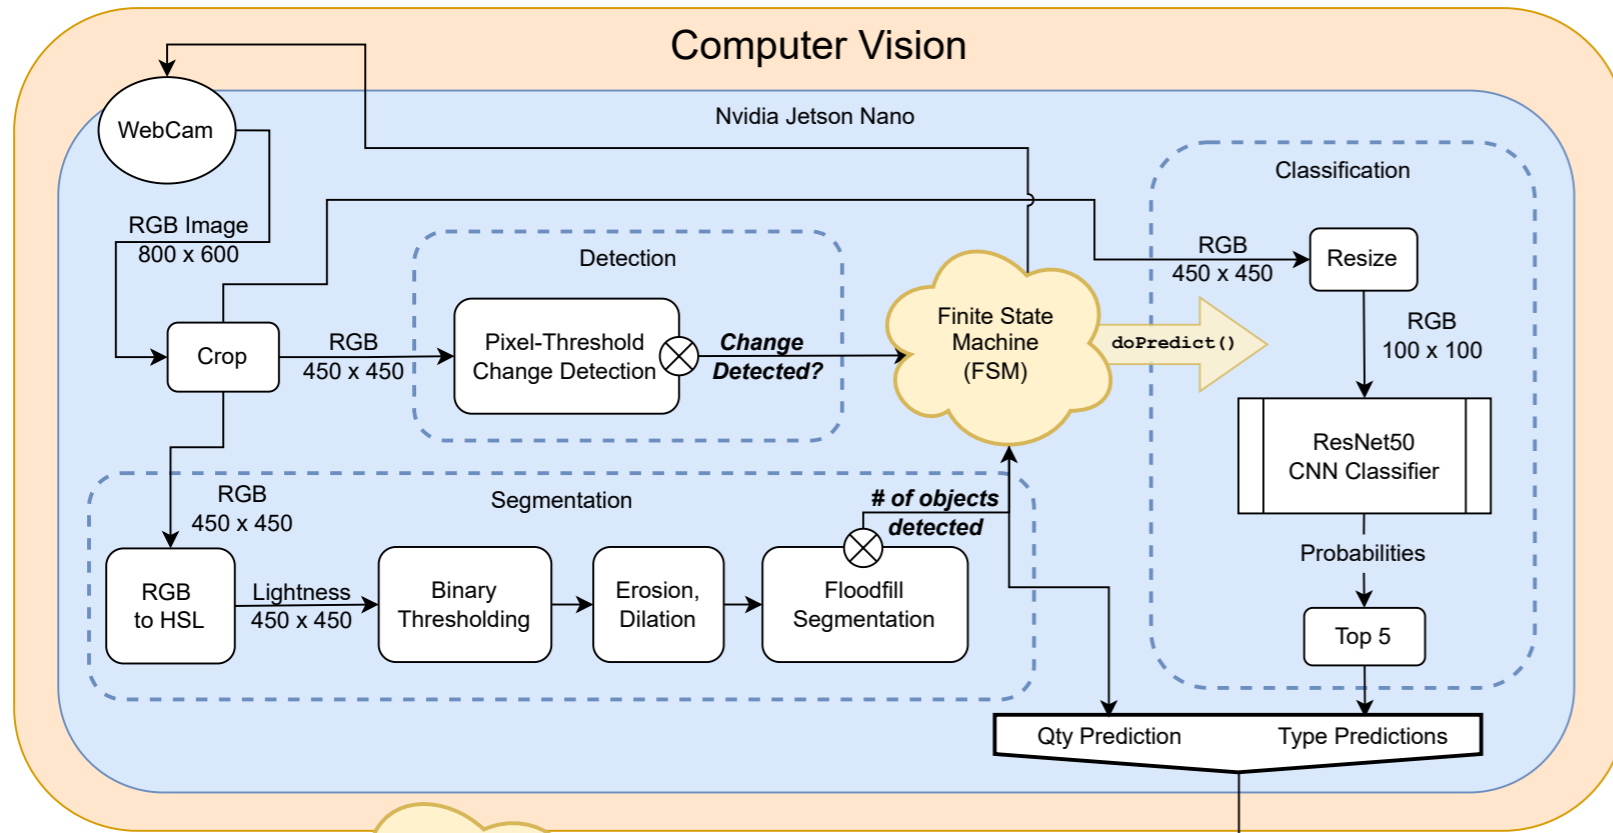 Computer Vision
Nvidia Jetson Nano
WebCam
RGB Image
800 x 600
Crop
RGB
450 x 450
Detection
Pixel-Threshold
Change Detection
Change
Detected?
Finite State
Machine
(FSM)
doPredict()
Classification
RGB
450 x 450
Resize
RGB
100 x 100
ResNet50
CNN Classifier
Probabilities
Top 5
Segmentation
RGB
450 x 450
RGB
to HSL
Lightness
450 x 450
Binary
Thresholding
Erosion,
Dilation
Floodfill
Segmentation
# of objects
detected
Qty Prediction
Type Predictions